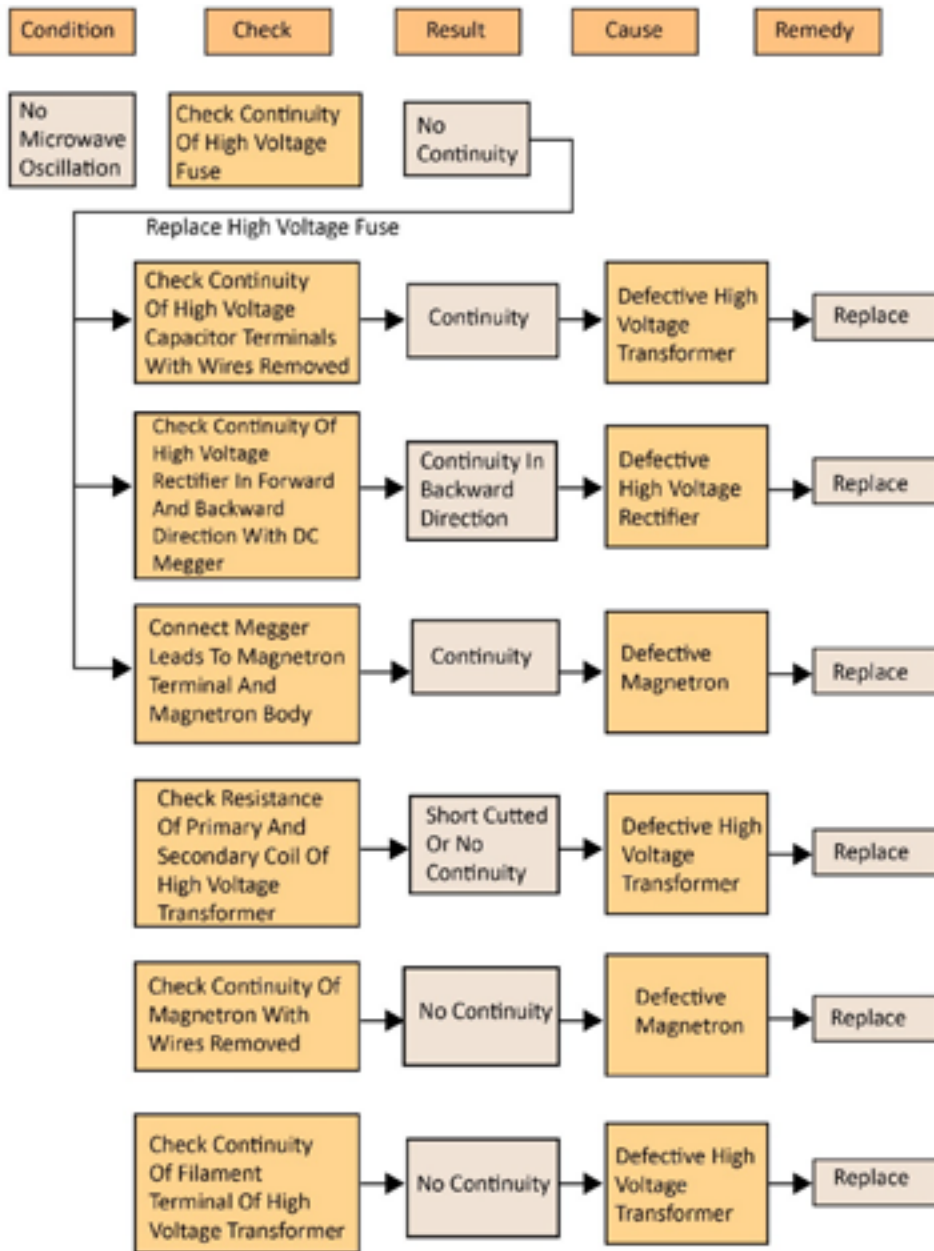 Condition
Check
Result
Cause
Remedy
No
Microwave
Oscillation
Check Continuity
Of High Voltage
Fuse
No
Continuity
Replace High Voltage Fuse
Check Continuity
Of High Voltage
Capacitor Terminals
With Wires Removed
Continuity
Defective High
Voltage
Transformer
Replace
Check Continuity Of
High Voltage
Rectifier In Forward
And Backward
Direction With DC
Megger
Continuity In
Backward
Direction
Defective
High Voltage
Rectifier
Replace
Connect Megger
Leads To Magnetron
Terminal And
Magnetron Body
Continuity
Defective
Magnetron
Replace
Check Resistance
Of Primary And
Secondary Coil Of
High Voltage
Transformer
Short Cutted
Or No
Continuity
Defective High
Voltage
Transformer
Replace
Check Continuity Of
Magnetron With
Wires Removed
No Continuity
Defective
Magnetron
Replace
Check Continuity
Of Filament
Terminal Of High
Voltage Transformer
No Continuity
Defective High
Voltage
Transformer
Replace